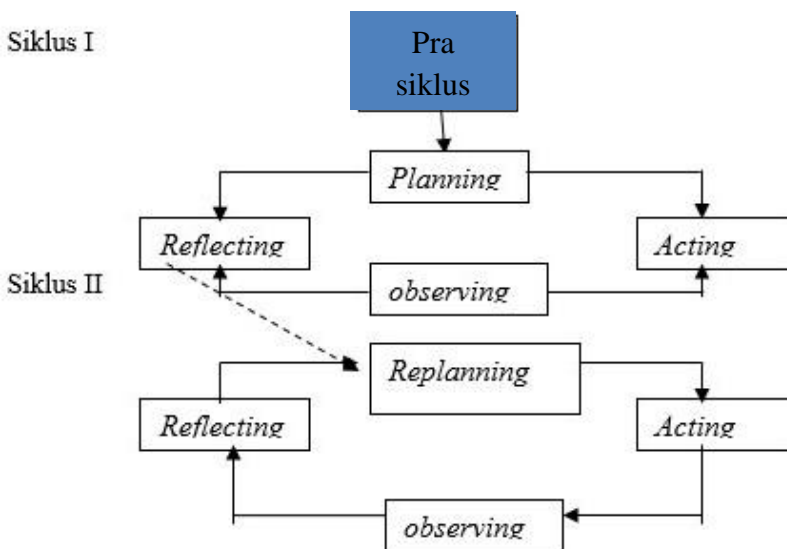 Siklus I
Pra
siklus
Planning
Reflecting
Acting
Siklus II
observing
Replanning
Reflecting
Acting
observing